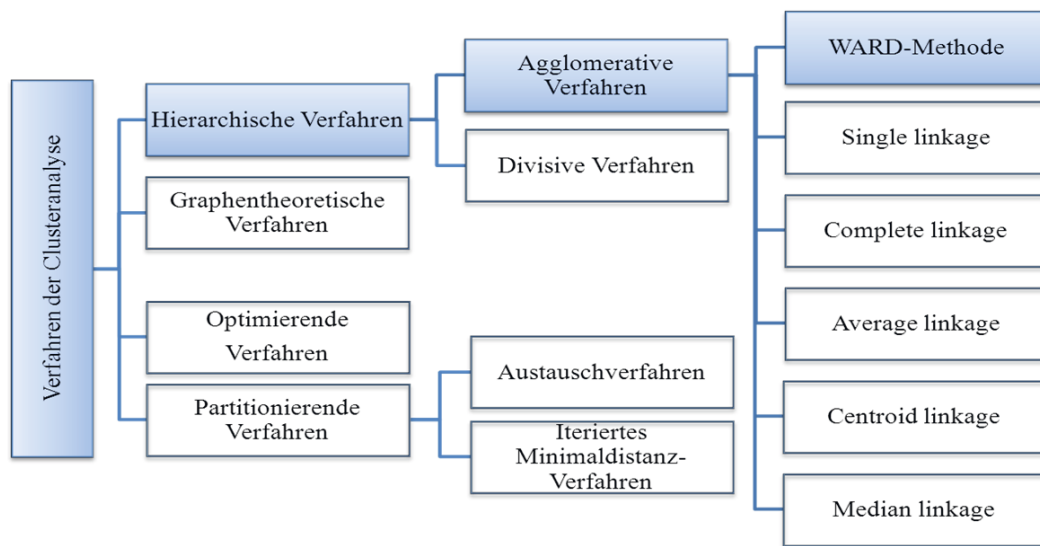 Verfahren der Clusteranalyse
Hierarchische Verfahren
Graphentheoretische
Verfahren
Optimierende
Verfahren
Partitionierende
Verfahren
Agglomerative
Verfahren
Divisive Verfahren
Austauschverfahren
Iteriertes
Minimaldistanz-
Verfahren
WARD-Methode
Single linkage
Complete linkage
Average linkage
Centroid linkage
Median linkage